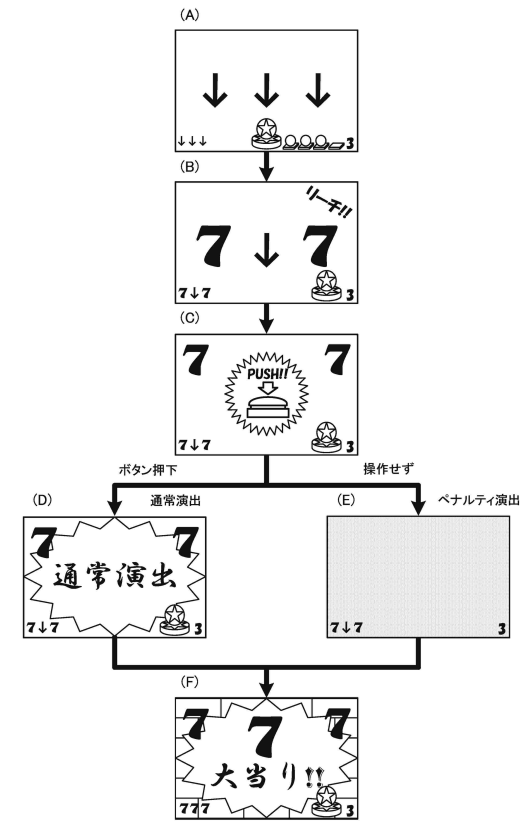 (A)
↓ ↓ ↓
↓↓↓ 3
(B)
リーチ!!
7 ↓ 7
7↓7 3
(C)
7 7
PUSH!!
7↓7 3
ボタン押下 操作せず
(D) 通常演出 (E) ペナルティ演出
7 7
通常演出
7↓7 3
7↓7 3
(F)
7 7 7
大当り!!
777 3